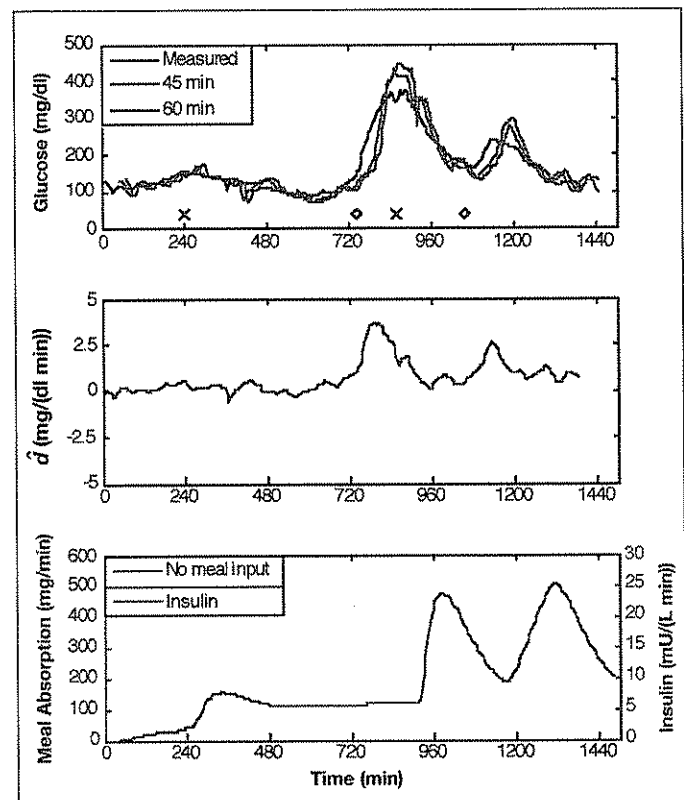 500
400
300
200
100
0
Glucose (mg/dl)
Measured
45 min
60 min
0 240 480 720 960 1200 1440
5
2.5
0
-2.5
-5
d̂ (mg/(dl min))
0 240 480 720 960 1200 1440
600
500
400
300
200
100
0
Meal Absorption (mg/min)
No meal input
Insulin
30
25
20
15
10
5
0
Insulin (mU/(L min))
0 240 480 720 960 1200 1440
Time (min)